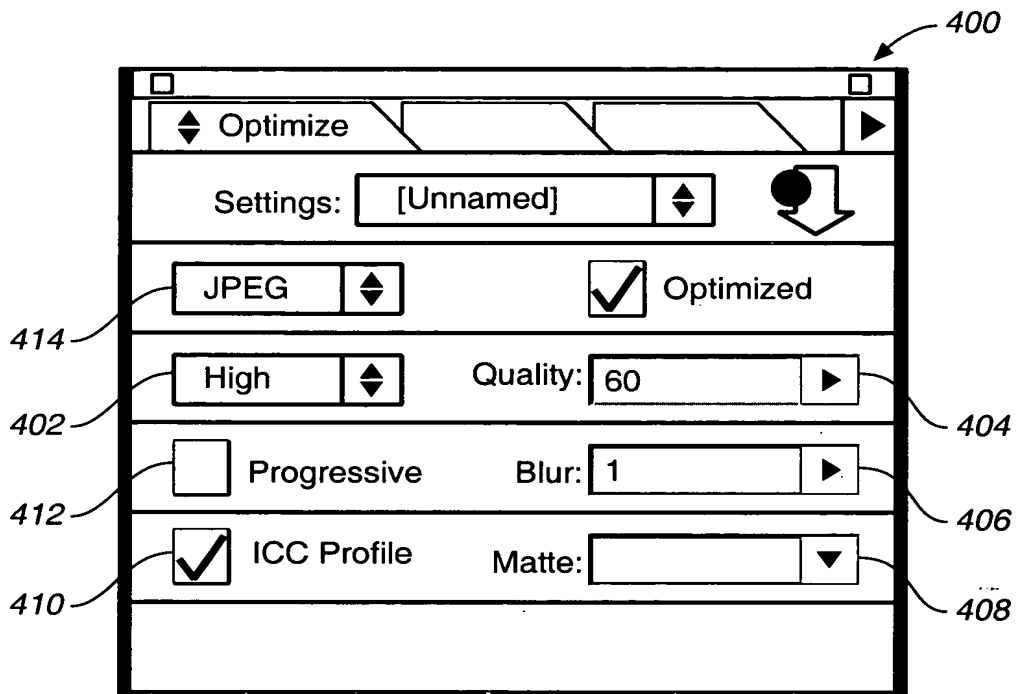 400
Optimize
Settings: [Unnamed]
JPEG Optimized
414
High Quality: 60
402 404
Progressive Blur: 1
412 406
ICC Profile Matte:
410 408